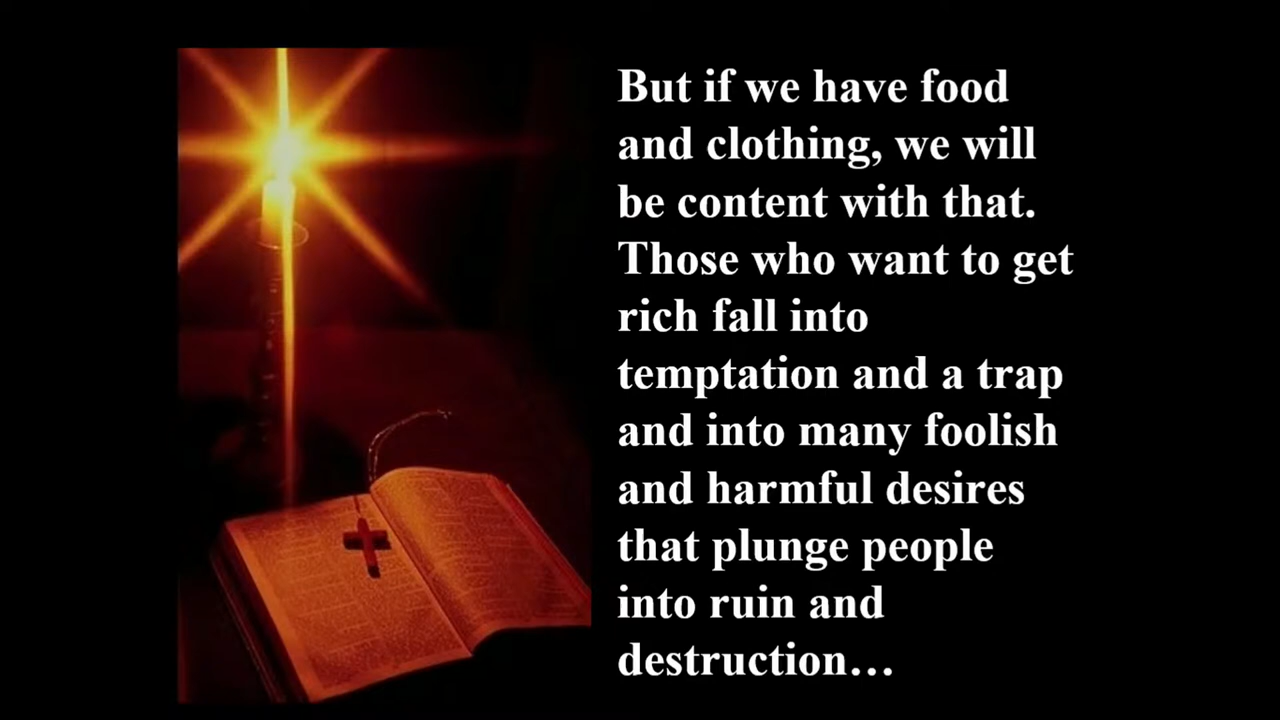 But if we have food
and clothing, we will
be content with that.
Those who want to get
rich fall into
temptation and a trap
and into many foolish
and harmful desires
that plunge people
into ruin and
destruction…